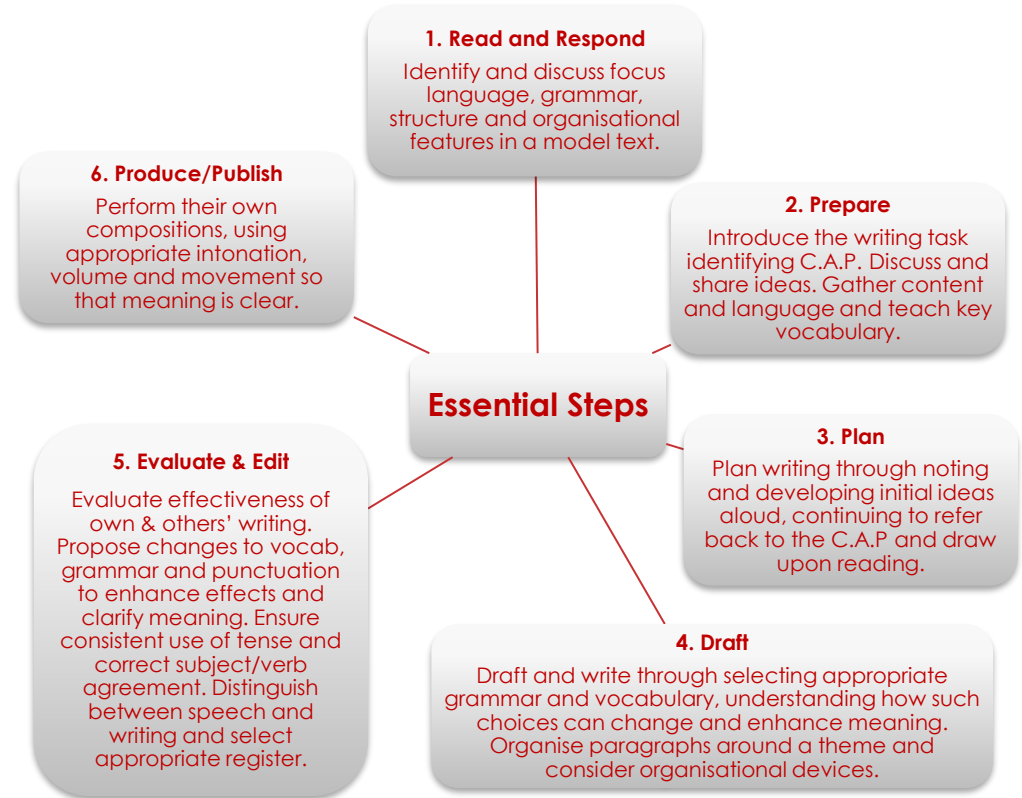 1. Read and Respond
Identify and discuss focus
language, grammar,
structure and organisational
features in a model text.
2. Prepare
Introduce the writing task
identifying C.A.P. Discuss and
share ideas. Gather content
and language and teach key
vocabulary.
3. Plan
Plan writing through noting
and developing initial ideas
aloud, continuing to refer
back to the C.A.P and draw
upon reading.
4. Draft
Draft and write through selecting appropriate
grammar and vocabulary, understanding how such
choices can change and enhance meaning.
Organise paragraphs around a theme and
consider organisational devices.
5. Evaluate & Edit
Evaluate effectiveness of
own & others’ writing.
Propose changes to vocab,
grammar and punctuation
to enhance effects and
clarify meaning. Ensure
consistent use of tense and
correct subject/verb
agreement. Distinguish
between speech and
writing and select
appropriate register.
6. Produce/Publish
Perform their own
compositions, using
appropriate intonation,
volume and movement so
that meaning is clear.
Essential Steps